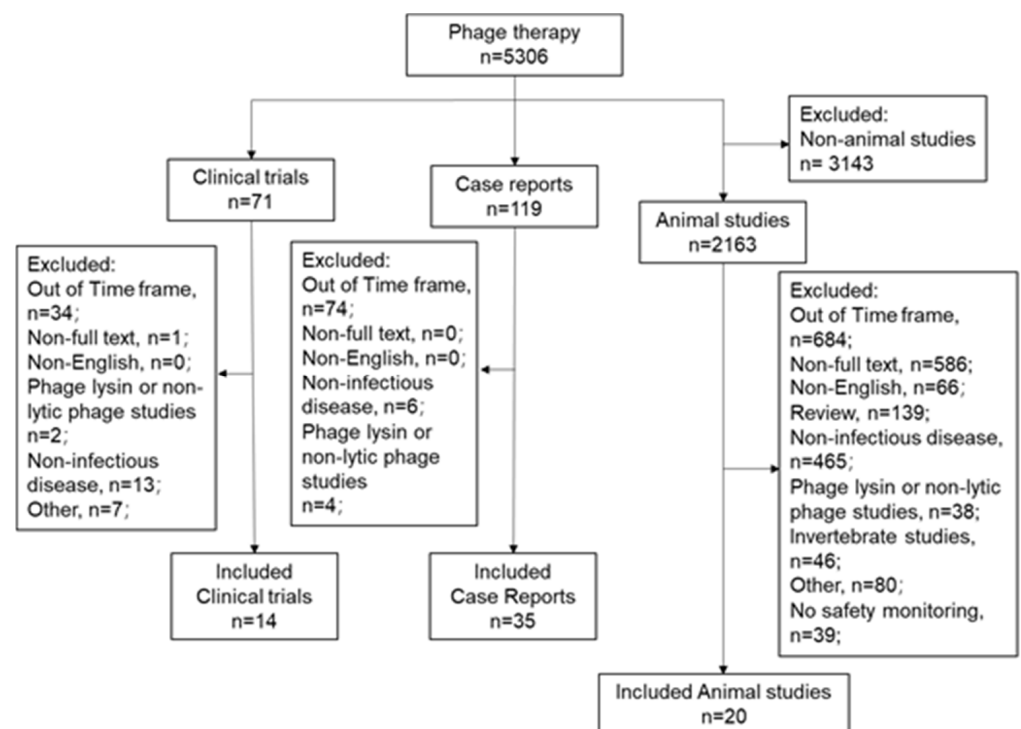 Phage therapy
n=5306
Excluded:
Non-animal studies
n= 3143
Clinical trials
n=71
Case reports
n=119
Animal studies
n=2163
Excluded:
Out of Time frame,
n=34;
Non-full text, n=1;
Non-English, n=0;
Phage lysin or non-
lytic phage studies
n=2;
Non-infectious
disease, n=13;
Other, n=7;
Excluded:
Out of Time frame,
n=74;
Non-full text, n=0;
Non-English, n=0;
Non-infectious
disease, n=6;
Phage lysin or
non-lytic phage
studies
n=4;
Excluded:
Out of Time frame,
n=684;
Non-full text, n=586;
Non-English, n=66;
Review, n=139;
Non-infectious disease,
n=465;
Phage lysin or non-lytic
phage studies, n=38;
Invertebrate studies,
n=46;
Other, n=80;
No safety monitoring,
n=39;
Included
Clinical trials
n=14
Included
Case Reports
n=35
Included Animal studies
n=20